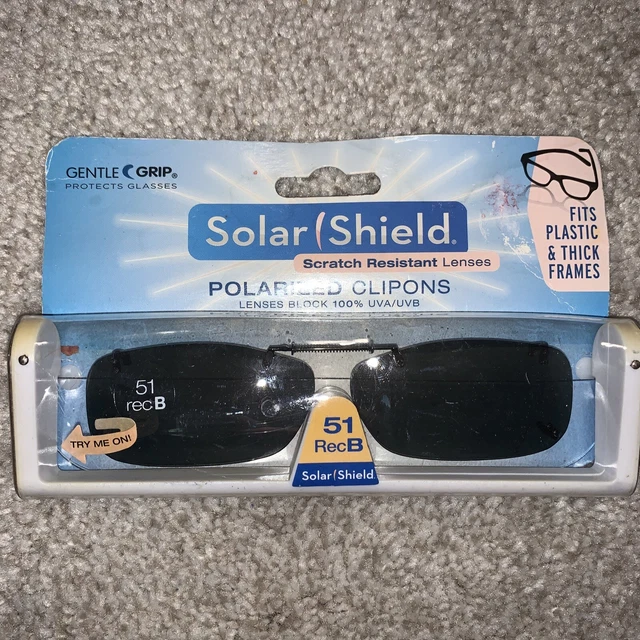 GENTLE GRIP®
PROTECTS GLASSES
Solar Shield®
Scratch Resistant Lenses
POLARIZED CLIPONS
LENSES BLOCK 100% UVA/UVB
FITS
PLASTIC
& THICK
FRAMES
51
rec B
TRY ME ON!
51
RecB
Solar Shield